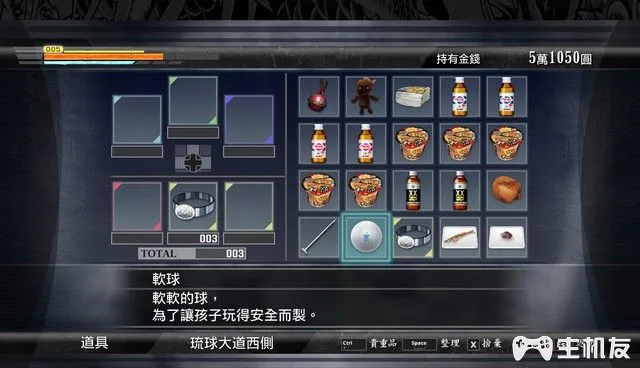 005
持有金錢 5萬1050圓
XX
XX
003
TOTAL 003
軟球
軟軟的球，
為了讓孩子玩得安全而製。
道具 琉球大道西側 Ctrl 貴重品 Space 整理 X 捨棄
主机友